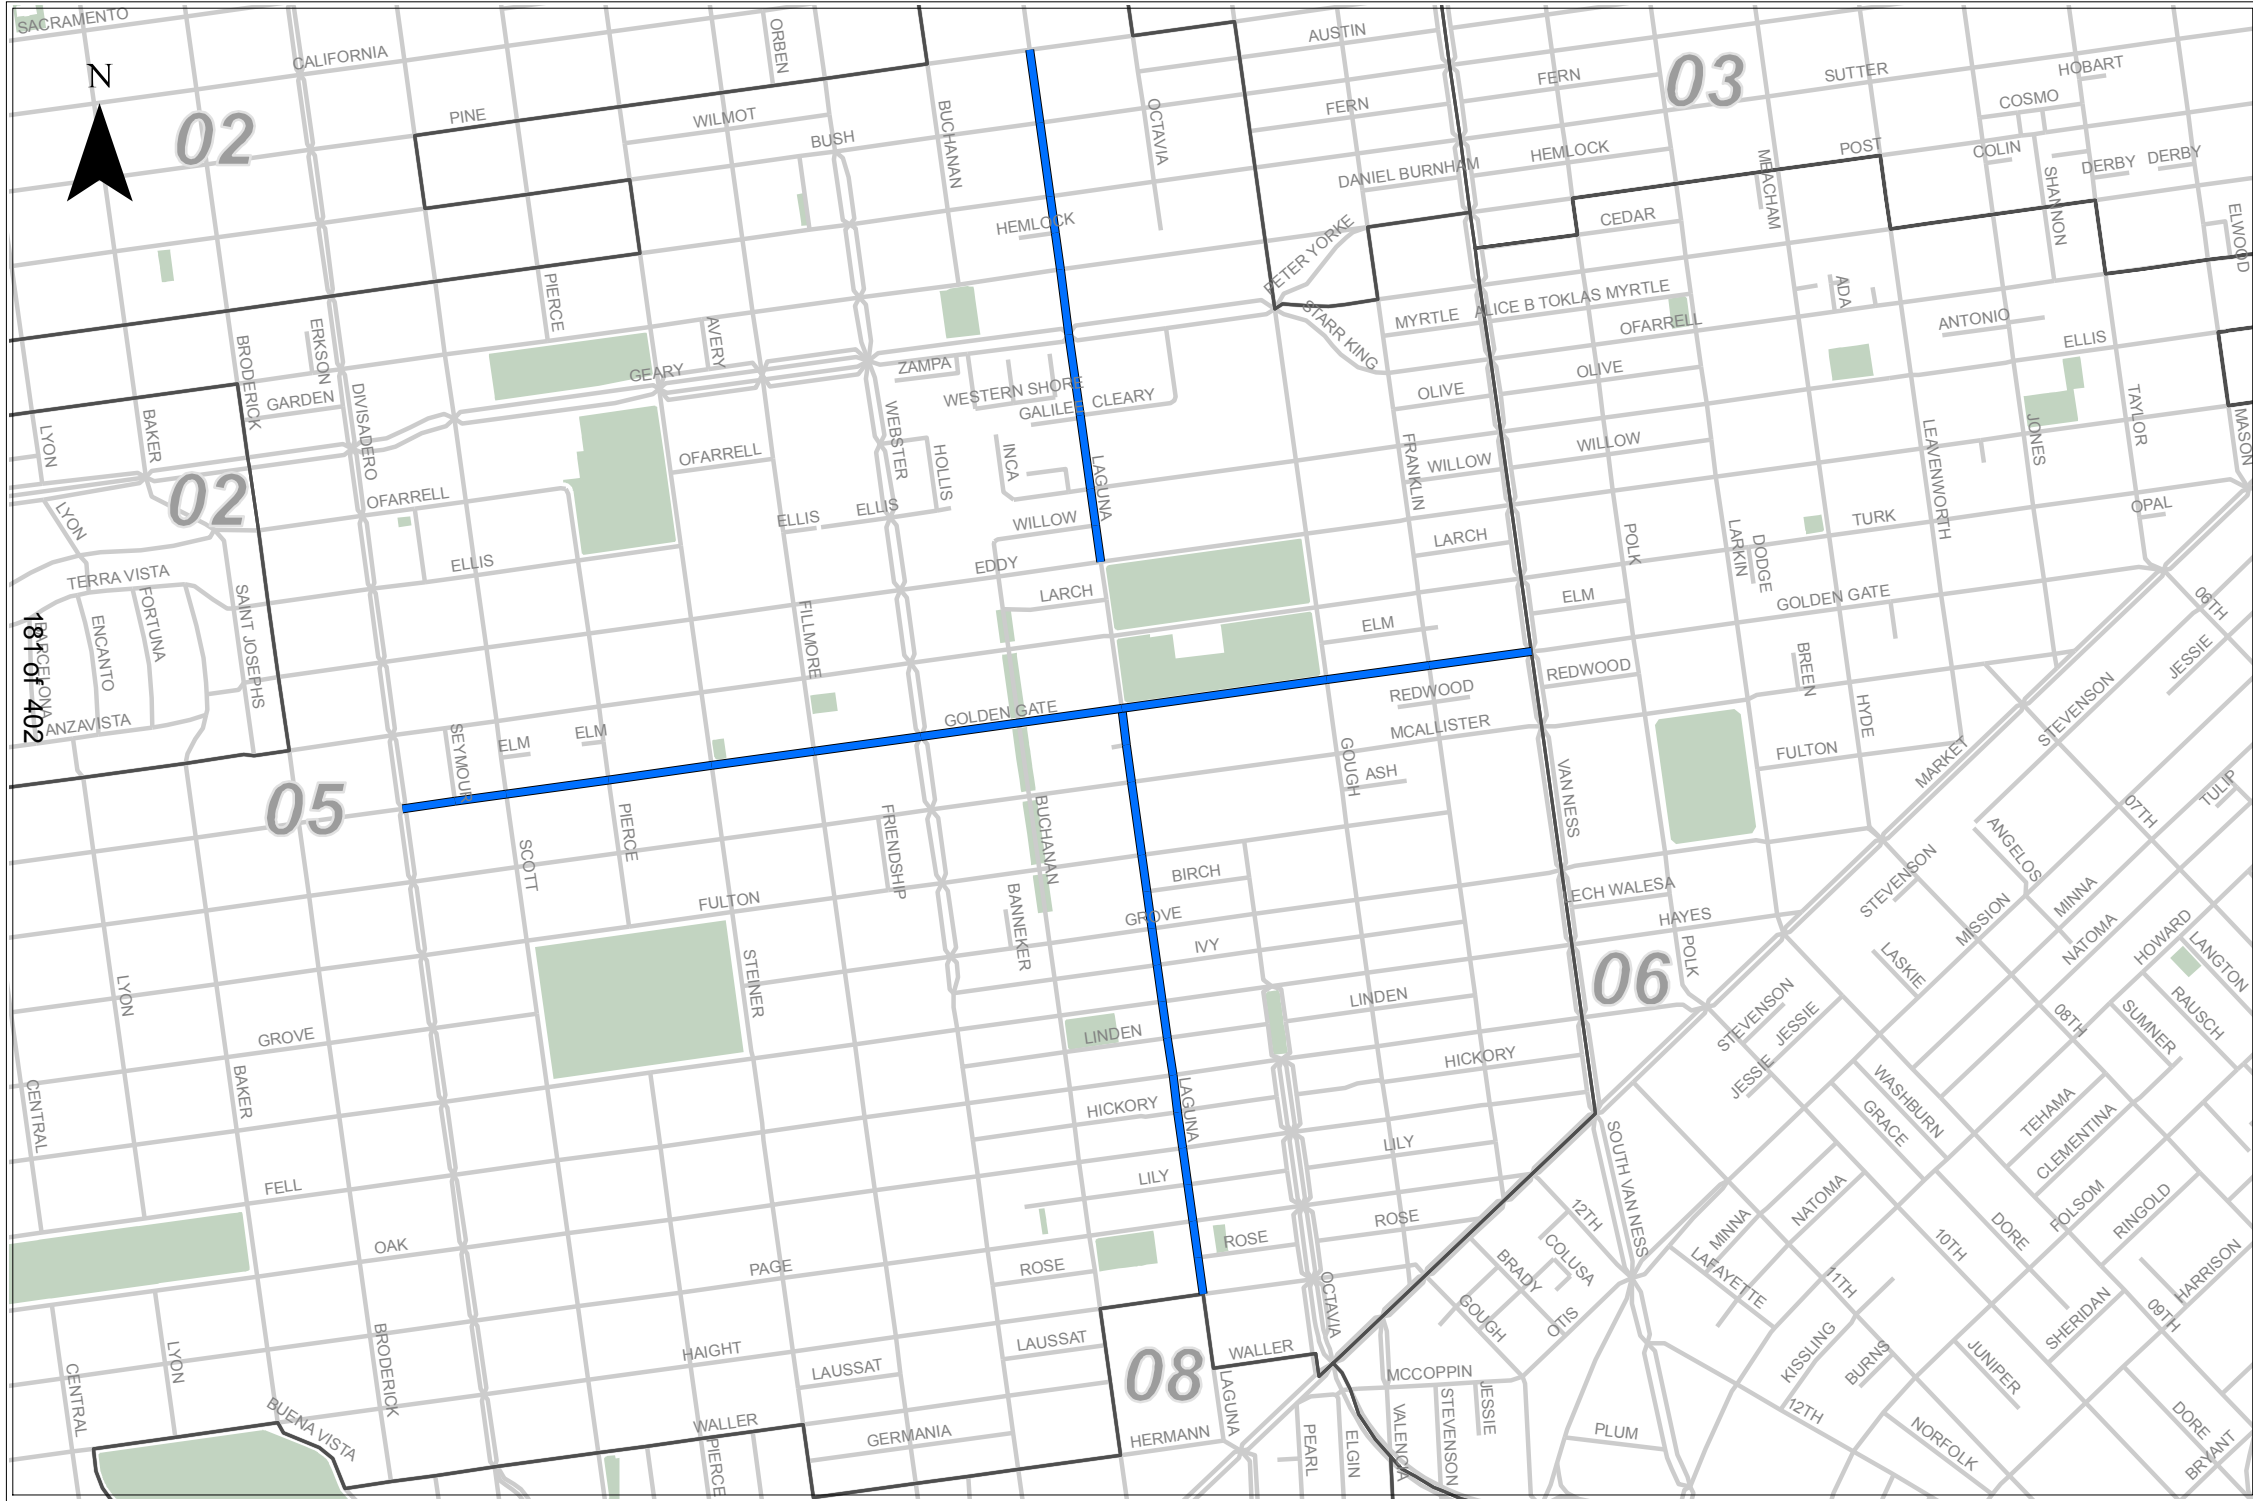 SACRAMENTO
CALIFORNIA
ORBEN
AUSTIN
N
02
PINE
WILMOT
BUSH
BUCHANAN
OCTAVIA
FERN
FERN
03
SUTTER
HOBART
COSMO
DANIEL BURNHAM
HEMLOCK
MEACHAM
POST
COLIN
SHANNON
DERBY
DERBY
ELWOOD
HEMLOCK
PETER YORKE
CEDAR
PIERCE
STARR KING
MYRTLE
ALICE B TOKLAS MYRTLE
ADA
OFARRELL
ANTONIO
ELLIS
BRODERICK
ERKSON
AVERY
GEARY
ZAMPA
WESTERN SHORE
GALILEE
CLEARY
OLIVE
OLIVE
GARDEN
DIVISADERO
LYON
BAKER
WEBSTER
HOLLIS
INCA
LAGUNA
FRANKLIN
WILLOW
WILLOW
LEAVENWORTH
JONES
TAYLOR
MASON
02
OFARRELL
OFARRELL
LYON
ELLIS
ELLIS
WILLOW
LARCH
POLK
LARKIN
DODGE
TURK
OPAL
TERRA VISTA
ELLIS
EDDY
LARCH
ELM
ELM
GOLDEN GATE
06TH
JESSIE
181 of 402
BARCELONA
ENCANTO
FORTUNA
SAINT JOSEPHS
FILLMORE
ANZAVISTA
SEYMOUR
ELM
ELM
GOLDEN GATE
REDWOOD
REDWOOD
MCALLISTER
BREEN
HYDE
STEVENSON
MARKET
FULTON
GOUGH
ASH
VAN NESS
05
PIERCE
SCOTT
FRIENDSHIP
BUCHANAN
BANNEKER
BIRCH
GROVE
IVY
FULTON
STEINER
LECH WALESA
HAYES
POLK
06
STEVENSON
ANGELOS
MISSION
MINNA
NATOMA
07TH
TULIP
HOWARD
LANGTON
RAUSCH
SUMNER
LASKIE
08TH
LYON
GROVE
BAKER
CENTRAL
LINDEN
LINDEN
HICKORY
HICKORY
LAGUNA
STEVENSON
JESSIE
JESSIE
WASHBURN
GRACE
TEHAMA
CLEMENTINA
FELL
OAK
PAGE
LILY
LILY
ROSE
ROSE
ROSE
SOUTH VAN NESS
12TH
COLUSA
BRADY
GOUGH
OTIS
MINNA
LAFAYETTE
NATOMA
11TH
10TH
DORE
FOLSOM
RINGOLD
HARRISON
09TH
SHERIDAN
JUNIPER
KISSLING
BURNS
12TH
NORFOLK
DORE
BRYANT
CENTRAL
LYON
BRODERICK
BUENA VISTA
HAIGHT
LAUSSAT
LAUSSAT
08
WALLER
OCTAVIA
LAGUNA
MCCOPPIN
JESSIE
STEVENSON
VALENCIA
ELGIN
PEARL
PLUM
WALLER
PIERCE
GERMANIA
HERMANN